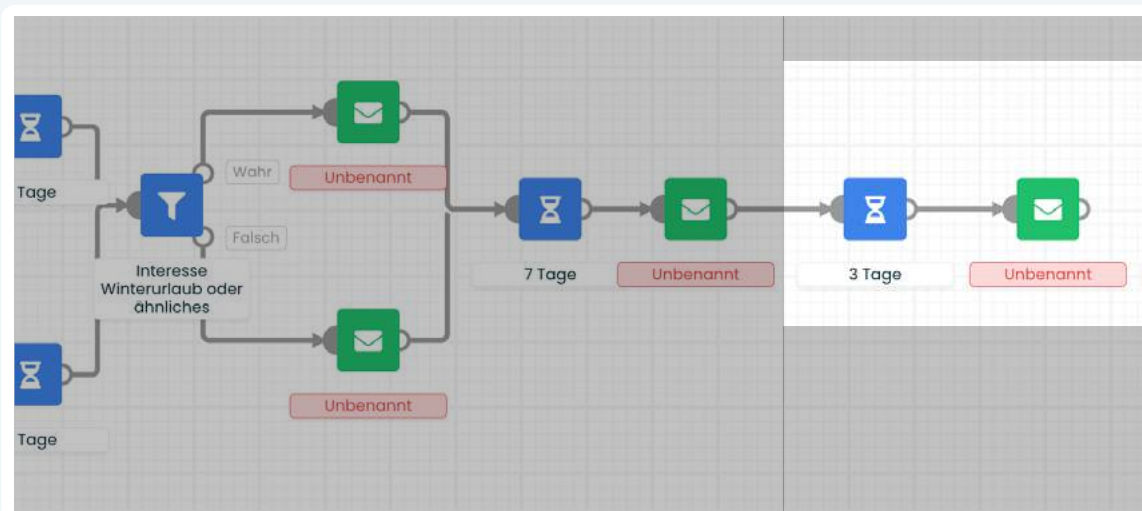 Tage
Wahr
Unbenannt
Falsch
Interesse
Winterurlaub oder
ähnliches
7 Tage
Unbenannt
3 Tage
Unbenannt
Unbenannt
Tage